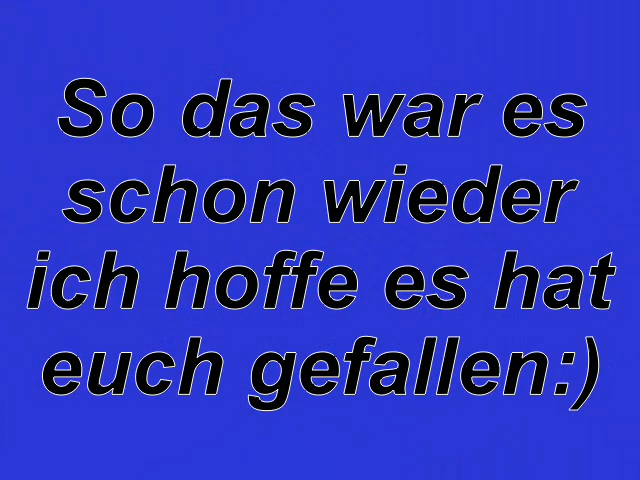 So das war es
schon wieder
ich hoffe es hat
euch gefallen:)